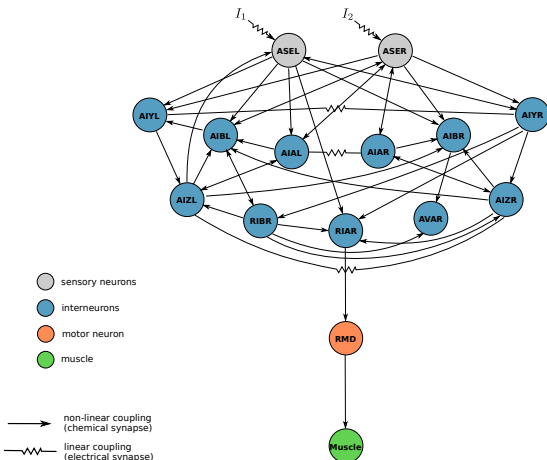 I1 I2
ASEL ASER
AIYL AIYR
AIBL AIBR
AIAL AIAR
AIZL AIZR
RIBR RIAR AVAR
sensory neurons
interneurons
motor neuron
muscle
RMD
non-linear coupling
(chemical synapse)
linear coupling
(electrical synapse)
Muscle